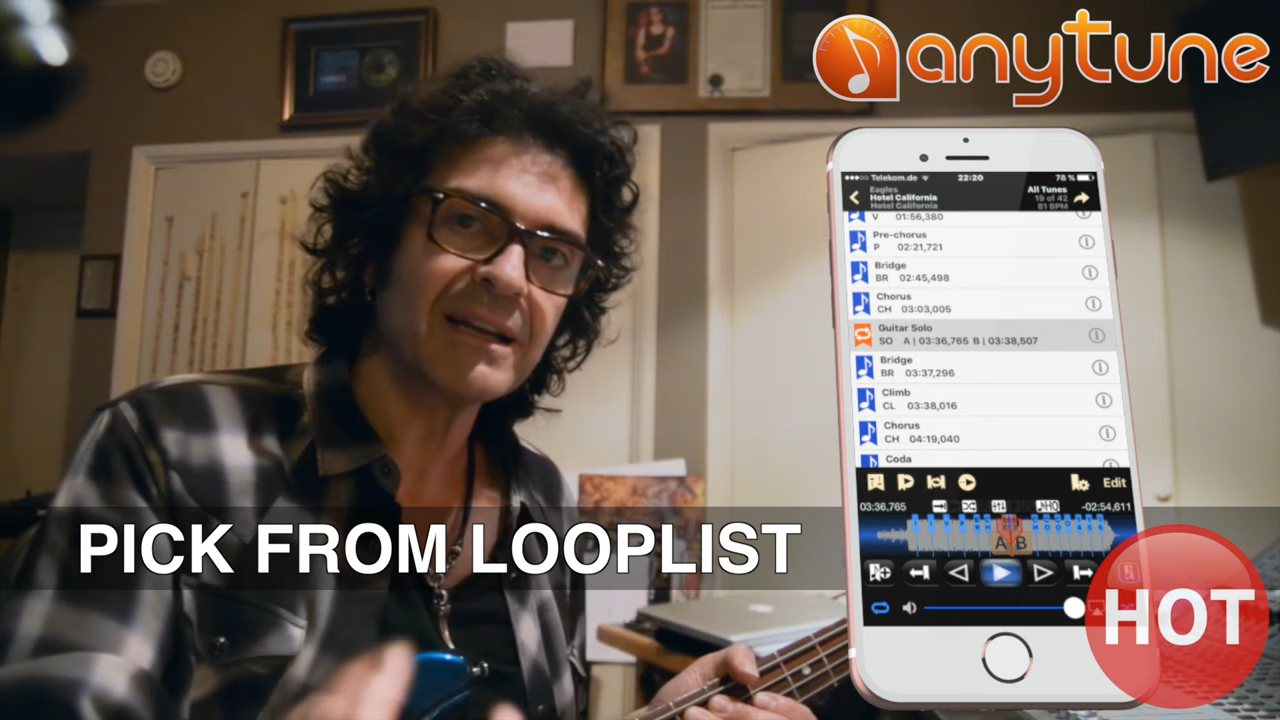 anytune
●●●○○ Telekom.de 22:20 78 %
Eagles
Hotel California
Hotel California
All Tunes
19 of 42
81 BPM
V 01:56,380
Pre-chorus
P 02:21,721
Bridge
BR 02:45,498
Chorus
CH 03:03,005
Guitar Solo
SO A | 03:36,765 B | 03:38,507
Bridge
BR 03:37,296
Climb
CL 03:38,016
Chorus
CH 04:19,040
Coda
Edit
03:36,765 -02:54,611
A B
PICK FROM LOOPLIST
HOT